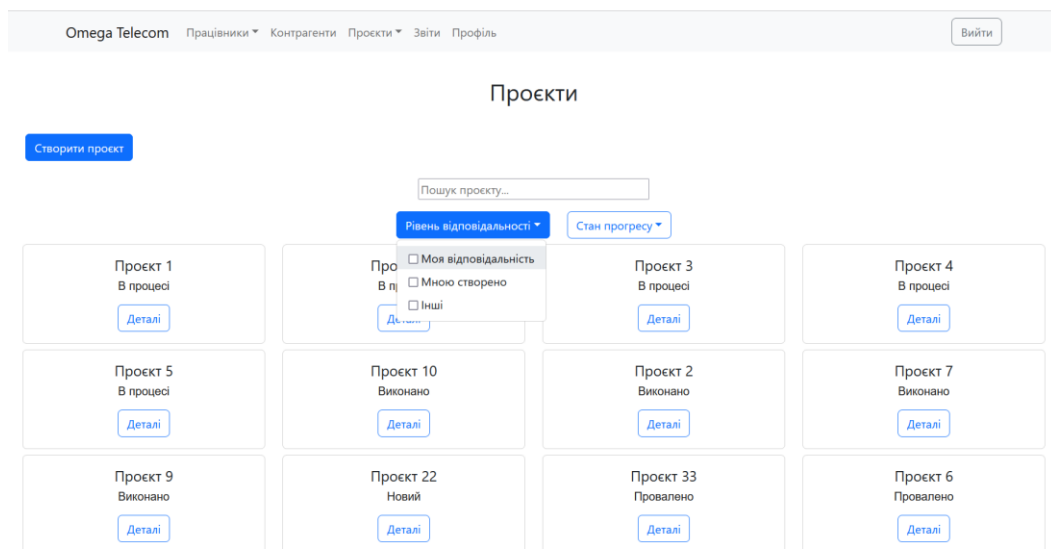 Omega Telecom Працівники Контрагенти Проєкти Звіти Профіль Вийти
Проєкти
Створити проєкт
Пошук проєкту...
Рівень відповідальності Стан прогресу
Моя відповідальність
Мною створено
Інші
Проєкт 1 Проєкт 3 Проєкт 4
В процесі В процесі В процесі
Деталі Деталі Деталі
Проєкт 5 Проєкт 10 Проєкт 2 Проєкт 7
В процесі Виконано Виконано Виконано
Деталі Деталі Деталі Деталі
Проєкт 9 Проєкт 22 Проєкт 33 Проєкт 6
Виконано Новий Провалено Провалено
Деталі Деталі Деталі Деталі